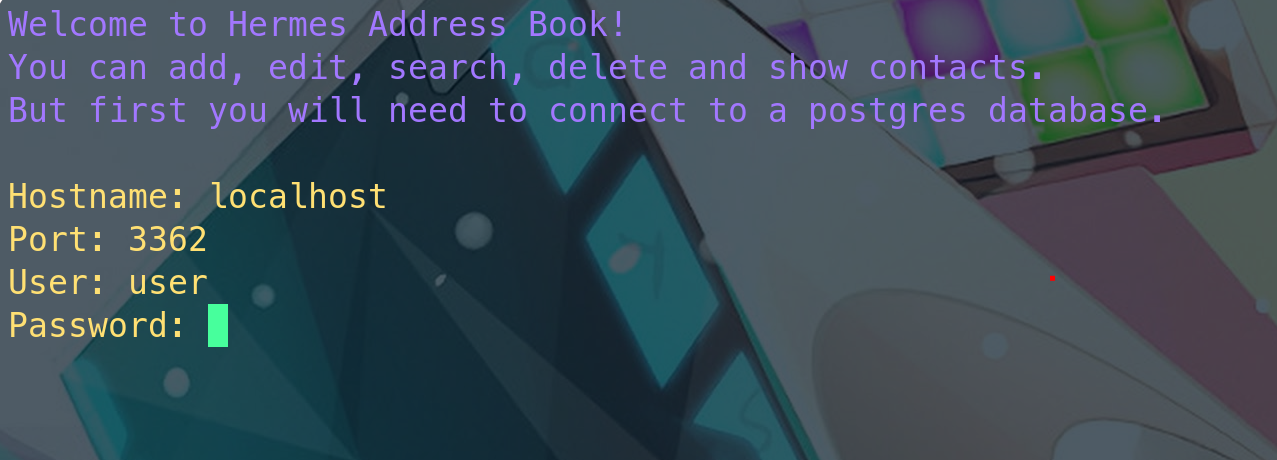 Welcome to Hermes Address Book!
You can add, edit, search, delete and show contacts.
But first you will need to connect to a postgres database.
Hostname: localhost
Port: 3362
User: user
Password: